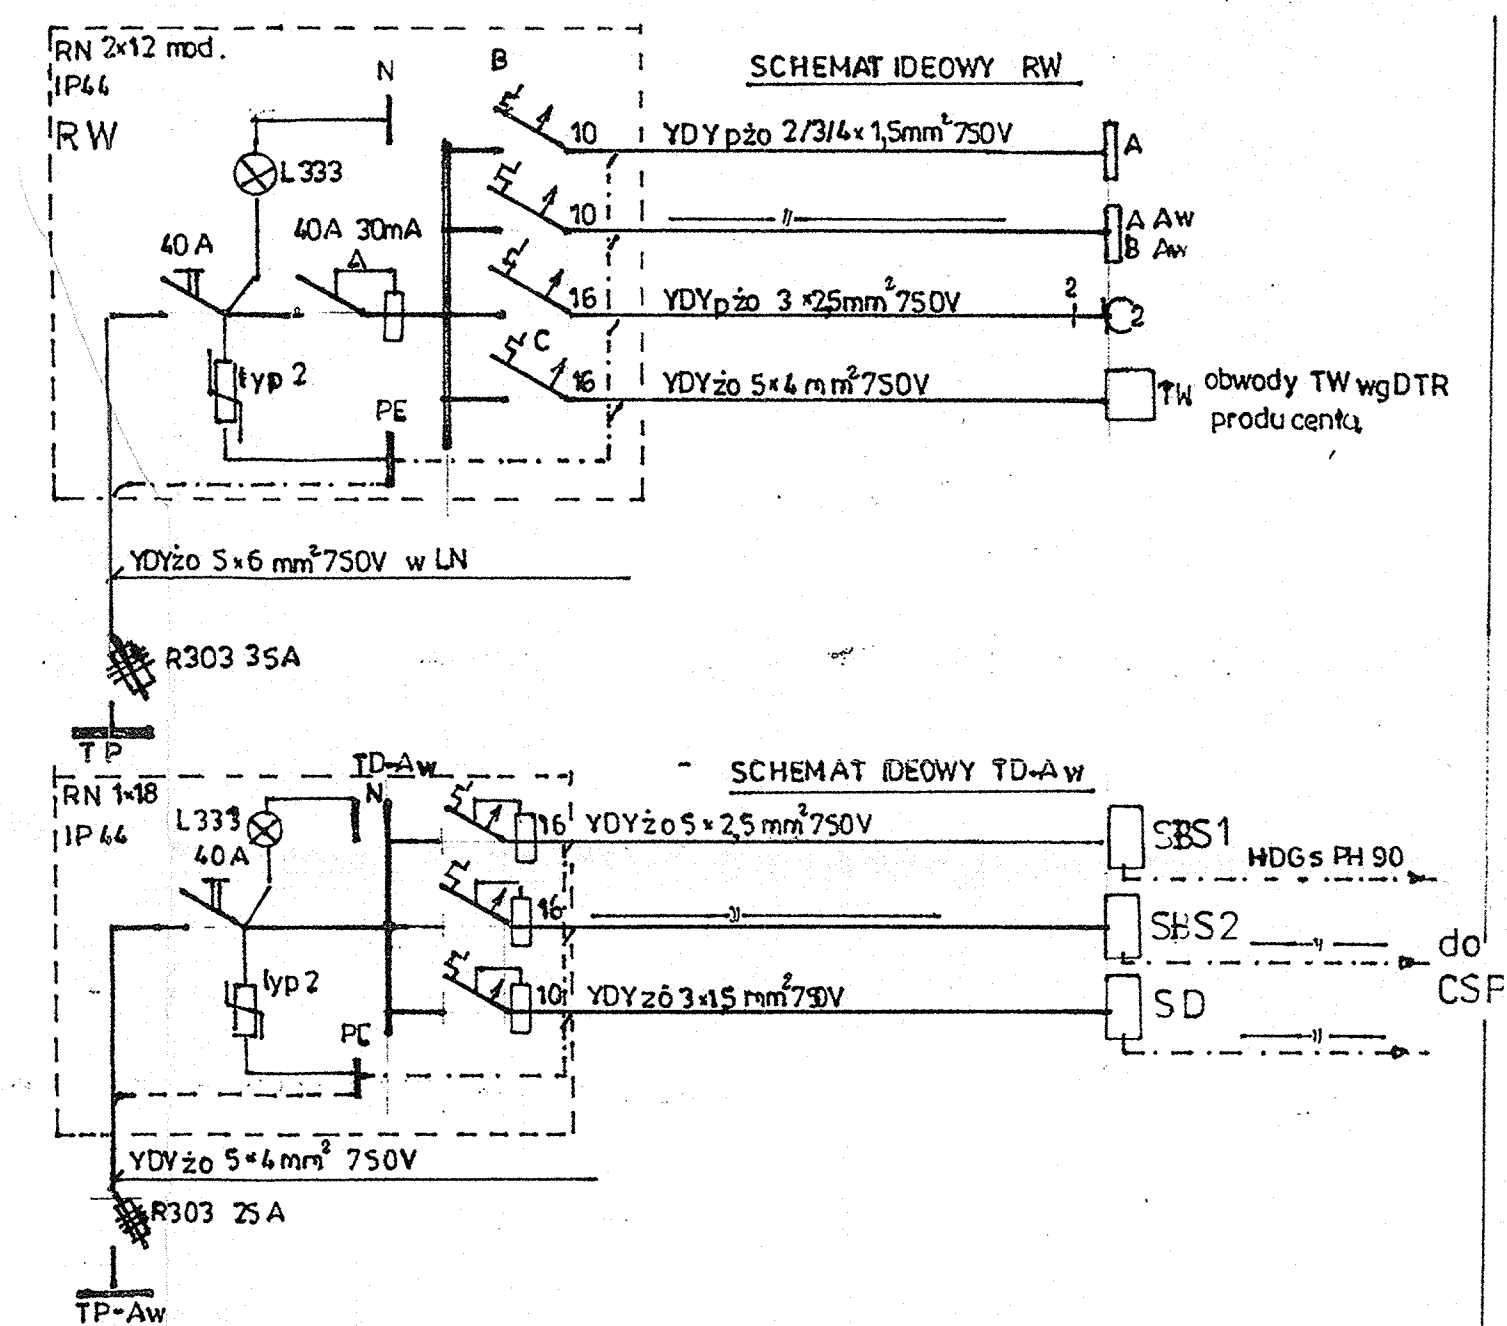 RN 2x12 mod.
IP44
RW
N
B
SCHEMAT IDEOWY RW
L333
10
YDYpżo 2/3/4x1,5mm² 750V
A
40A
40A 30mA
Δ
10
—〃—
A Aw
B Aw
16
YDYpżo 3x2,5mm² 750V
2
2
typ 2
PE
C
16
YDYżo 5x4mm² 750V
TW
obwody TW wg DTR
producenta
YDYżo 5x6 mm² 750V w LN
R303 35A
TP
TD-Aw
SCHEMAT IDEOWY TD-Aw
RN 1x18
IP44
L333
N
40A
16
YDYżo 5x2,5mm² 750V
SBS1
HDGs PH90
16
—〃—
SBS2
—〃—
do
CSP
typ 2
PE
10
YDYżo 3x1,5mm² 750V
SD
—〃—
YDYżo 5x4mm² 750V
R303 25A
TP-Aw